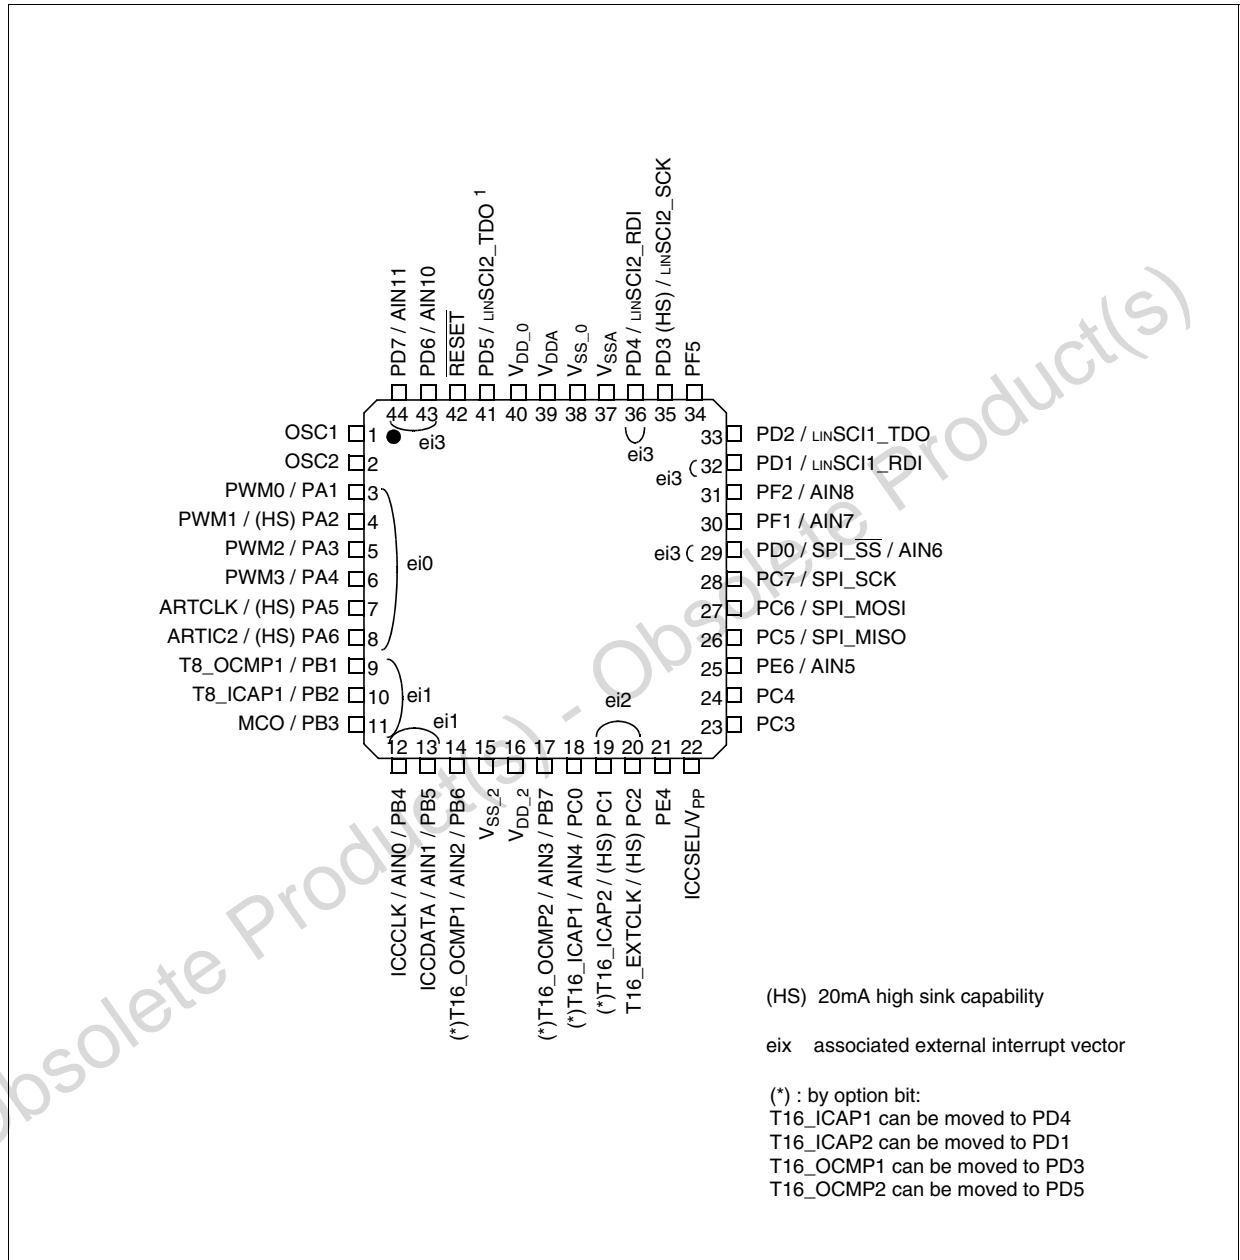 PD7 / AIN11
PD6 / AIN10
RESET
PD5 / LINSCI2_TDO 1
VDD_0
VDDA
VSS_0
VSSA
PD4 / LINSCI2_RDI
PD3 (HS) / LINSCI2_SCK
PF5
44 43 42 41 40 39 38 37 36 35 34
ei3
ei3
OSC1 1
OSC2 2
PWM0 / PA1 3
PWM1 / (HS) PA2 4
PWM2 / PA3 5
PWM3 / PA4 6
ARTCLK / (HS) PA5 7
ARTIC2 / (HS) PA6 8
ei0
T8_OCMP1 / PB1 9
T8_ICAP1 / PB2 10
MCO / PB3 11
ei1
ei1
33 PD2 / LINSCI1_TDO
ei3 32 PD1 / LINSCI1_RDI
31 PF2 / AIN8
30 PF1 / AIN7
ei3 29 PD0 / SPI_SS / AIN6
28 PC7 / SPI_SCK
27 PC6 / SPI_MOSI
26 PC5 / SPI_MISO
25 PE6 / AIN5
24 PC4
23 PC3
ei2
12 13 14 15 16 17 18 19 20 21 22
ICCCLK / AIN0 / PB4
ICCDATA / AIN1 / PB5
(*)T16_OCMP1 / AIN2 / PB6
VSS_2
VDD_2
(*)T16_OCMP2 / AIN3 / PB7
(*)T16_ICAP1 / AIN4 / PC0
(*)T16_ICAP2 / (HS) PC1
T16_EXTCLK / (HS) PC2
PE4
ICCSEL/VPP
(HS) 20mA high sink capability
eix associated external interrupt vector
(*) : by option bit:
T16_ICAP1 can be moved to PD4
T16_ICAP2 can be moved to PD1
T16_OCMP1 can be moved to PD3
T16_OCMP2 can be moved to PD5
Obsolete Product(s) - Obsolete Product(s)